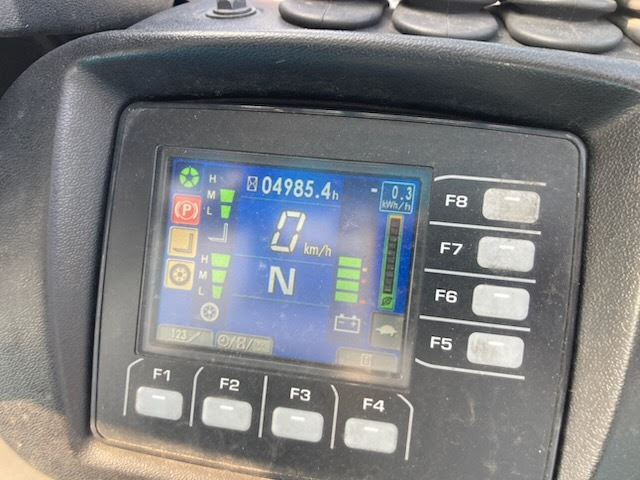 H 04985.4h - 0.3
M kWh/h
L
(P)
0 km/h
H
M N
L
123
F8
F7
F6
F5
F1 F2 F3 F4